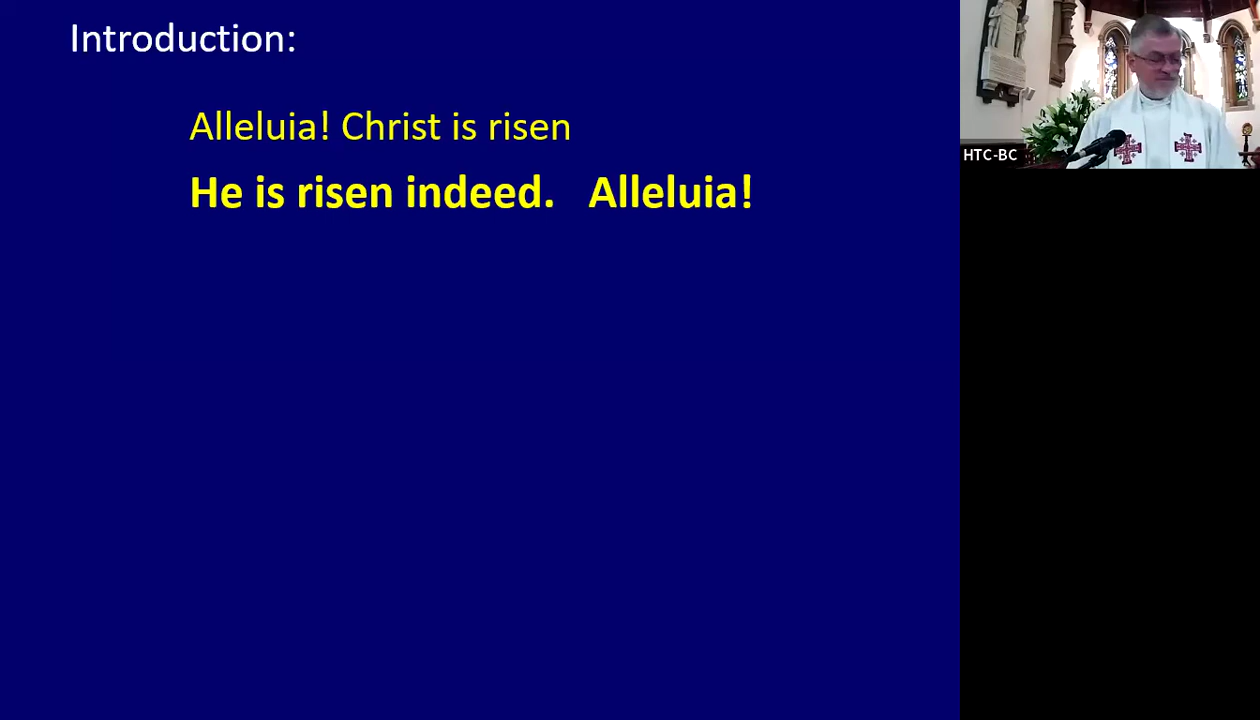 Introduction:
Alleluia! Christ is risen
He is risen indeed. Alleluia!
HTC-BC